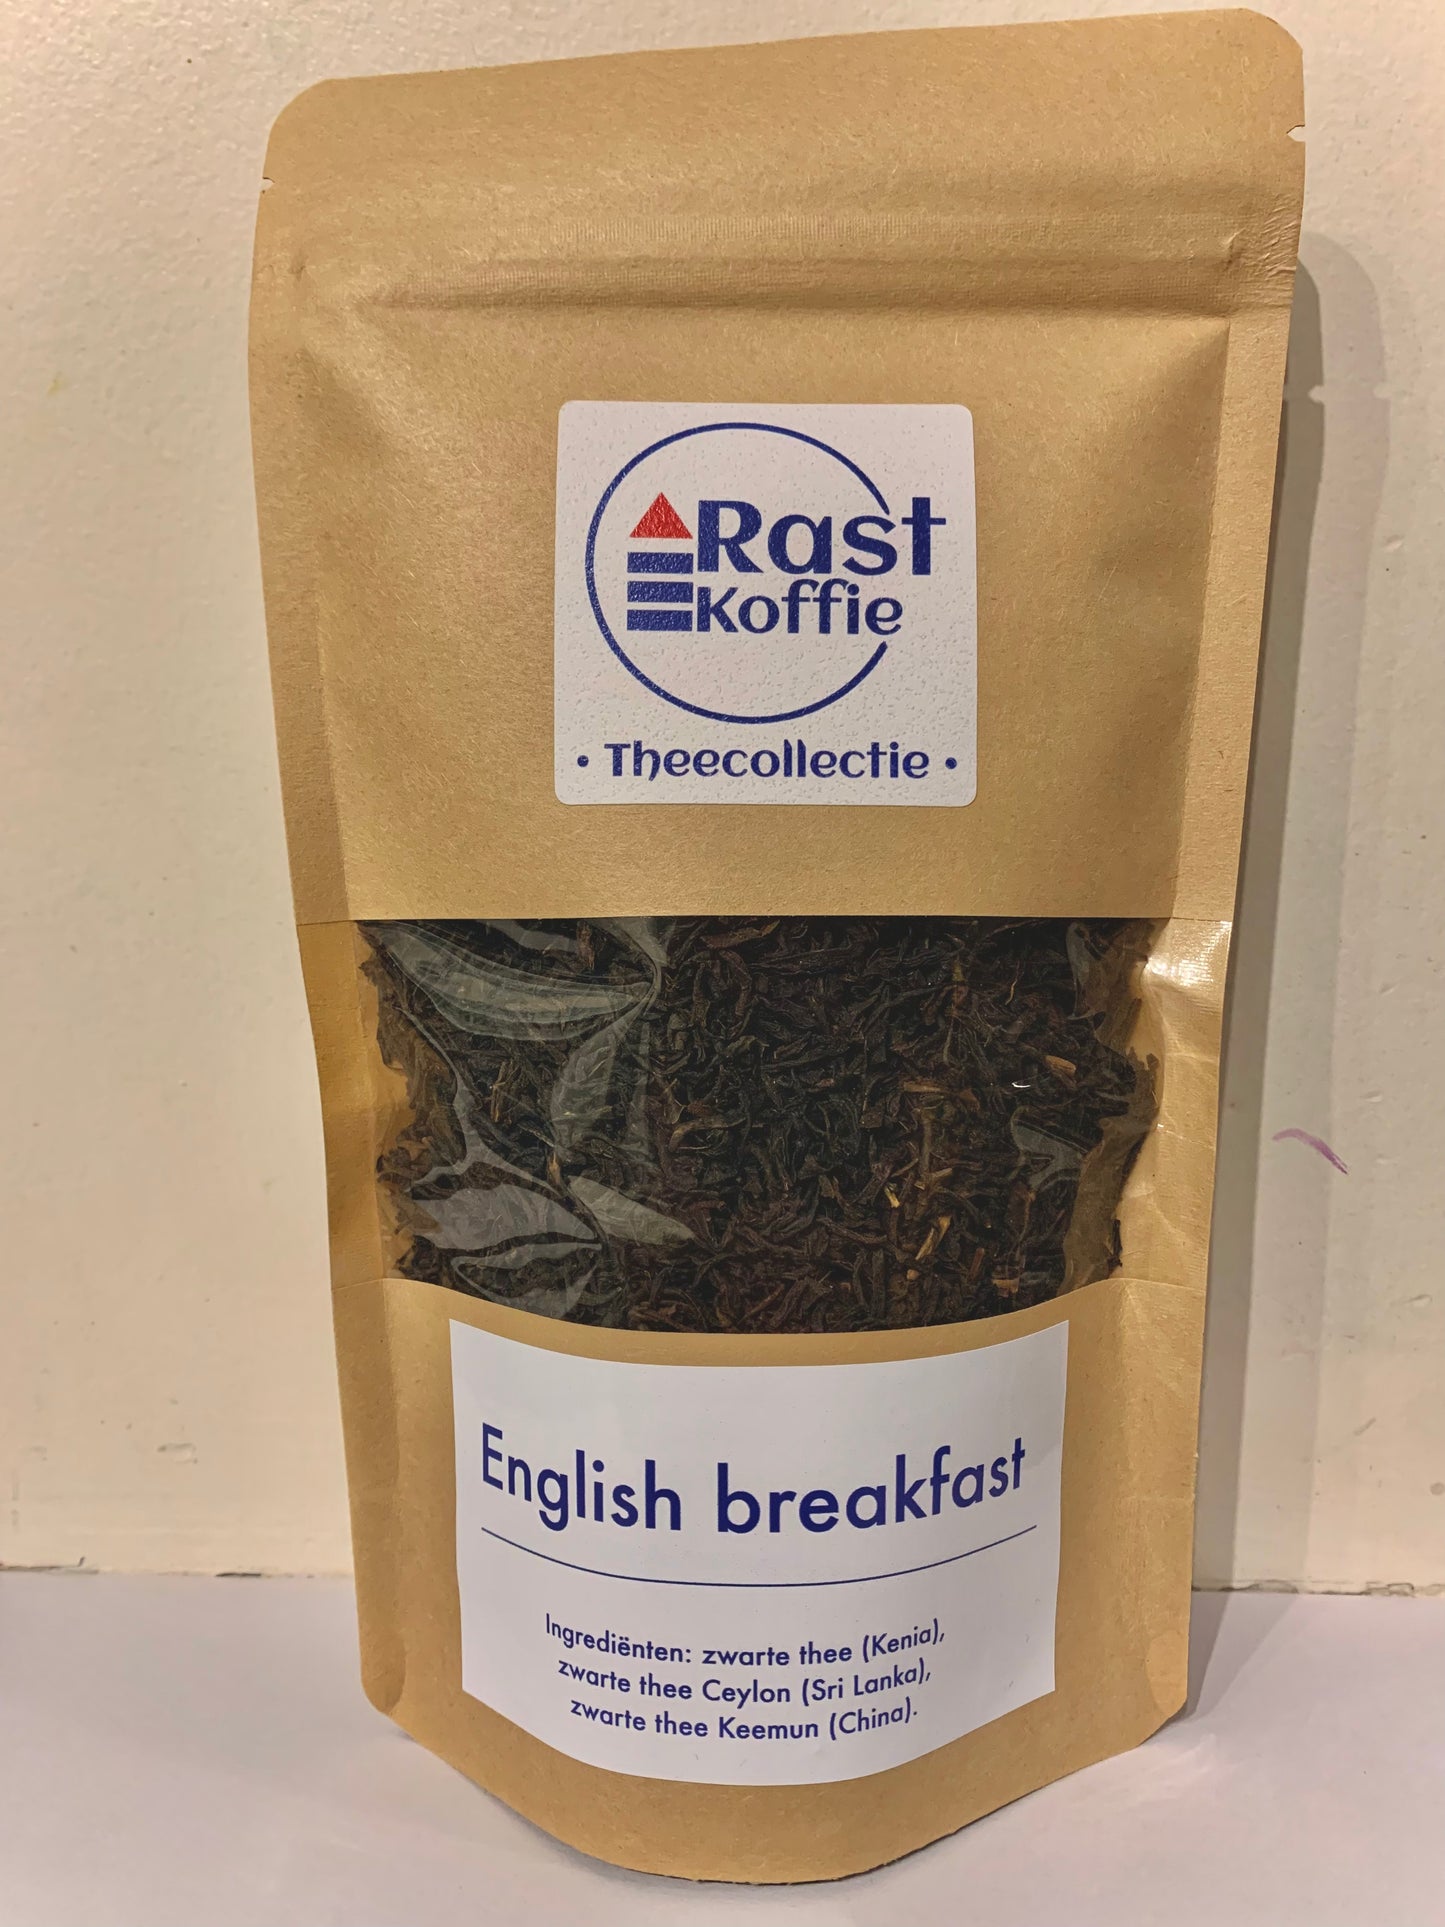 Rast
Koffie
• Theecollectie •
English breakfast
Ingrediënten: zwarte thee (Kenia),
zwarte thee Ceylon (Sri Lanka),
zwarte thee Keemun (China).